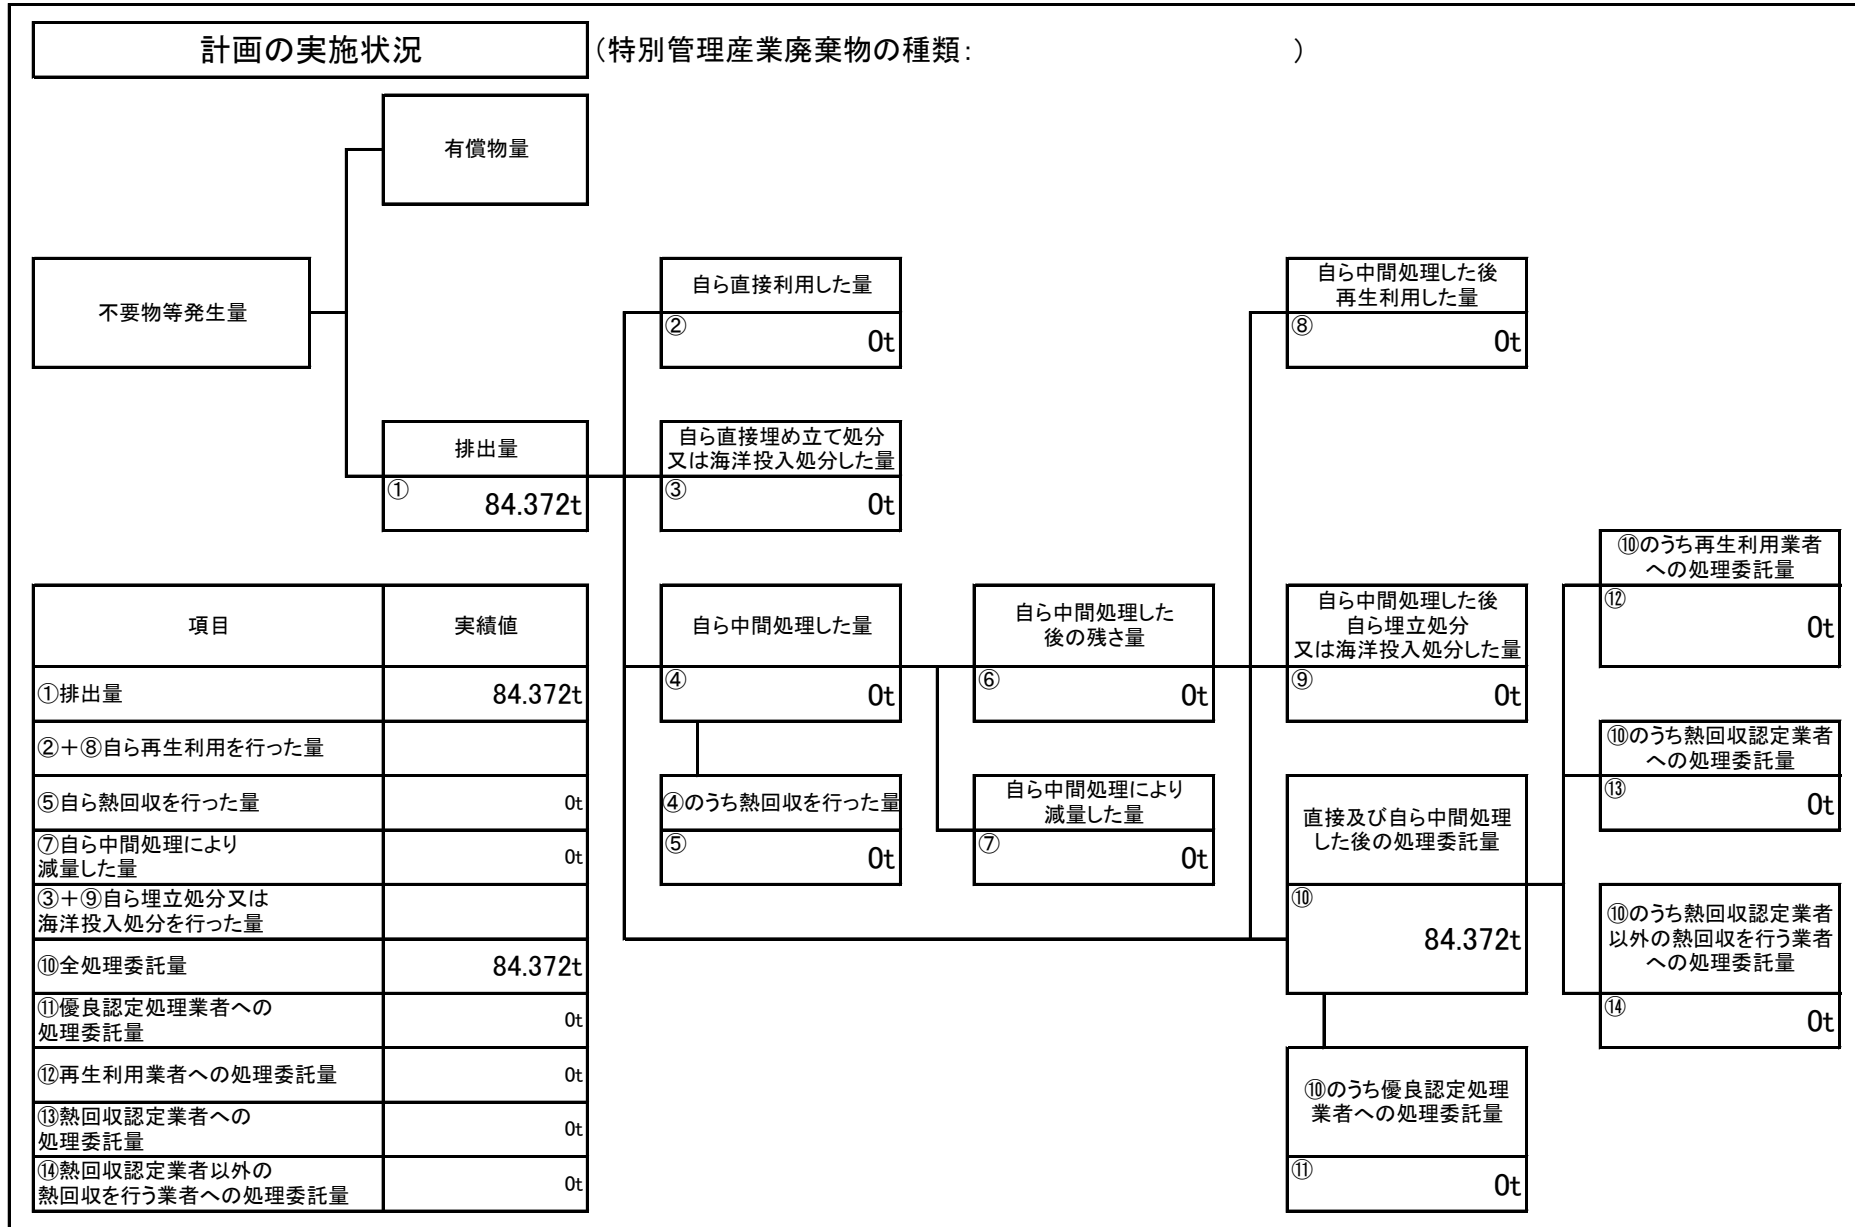 計画の実施状況
（特別管理産業廃棄物の種類： ）
有償物量
不要物等発生量
自ら直接利用した量
②
0t
自ら中間処理した後
再生利用した量
⑧
0t
排出量
①
84.372t
自ら直接埋め立て処分
又は海洋投入処分した量
③
0t
⑩のうち再生利用業者
への処理委託量
⑫
0t
自ら中間処理した量
④
0t
自ら中間処理した
後の残さ量
⑥
0t
自ら中間処理した後
自ら埋立処分
又は海洋投入処分した量
⑨
0t
⑩のうち熱回収認定業者
への処理委託量
⑬
0t
④のうち熱回収を行った量
⑤
0t
自ら中間処理により
減量した量
⑦
0t
直接及び自ら中間処理
した後の処理委託量
⑩
84.372t
⑩のうち熱回収認定業者
以外の熱回収を行う業者
への処理委託量
⑭
0t
⑩のうち優良認定処理
業者への処理委託量
⑪
0t
項目 実績値
①排出量 84.372t
②＋⑧自ら再生利用を行った量
⑤自ら熱回収を行った量 0t
⑦自ら中間処理により
減量した量 0t
③＋⑨自ら埋立処分又は
海洋投入処分を行った量
⑩全処理委託量 84.372t
⑪優良認定処理業者への
処理委託量 0t
⑫再生利用業者への処理委託量 0t
⑬熱回収認定業者への
処理委託量 0t
⑭熱回収認定業者以外の
熱回収を行う業者への処理委託量 0t